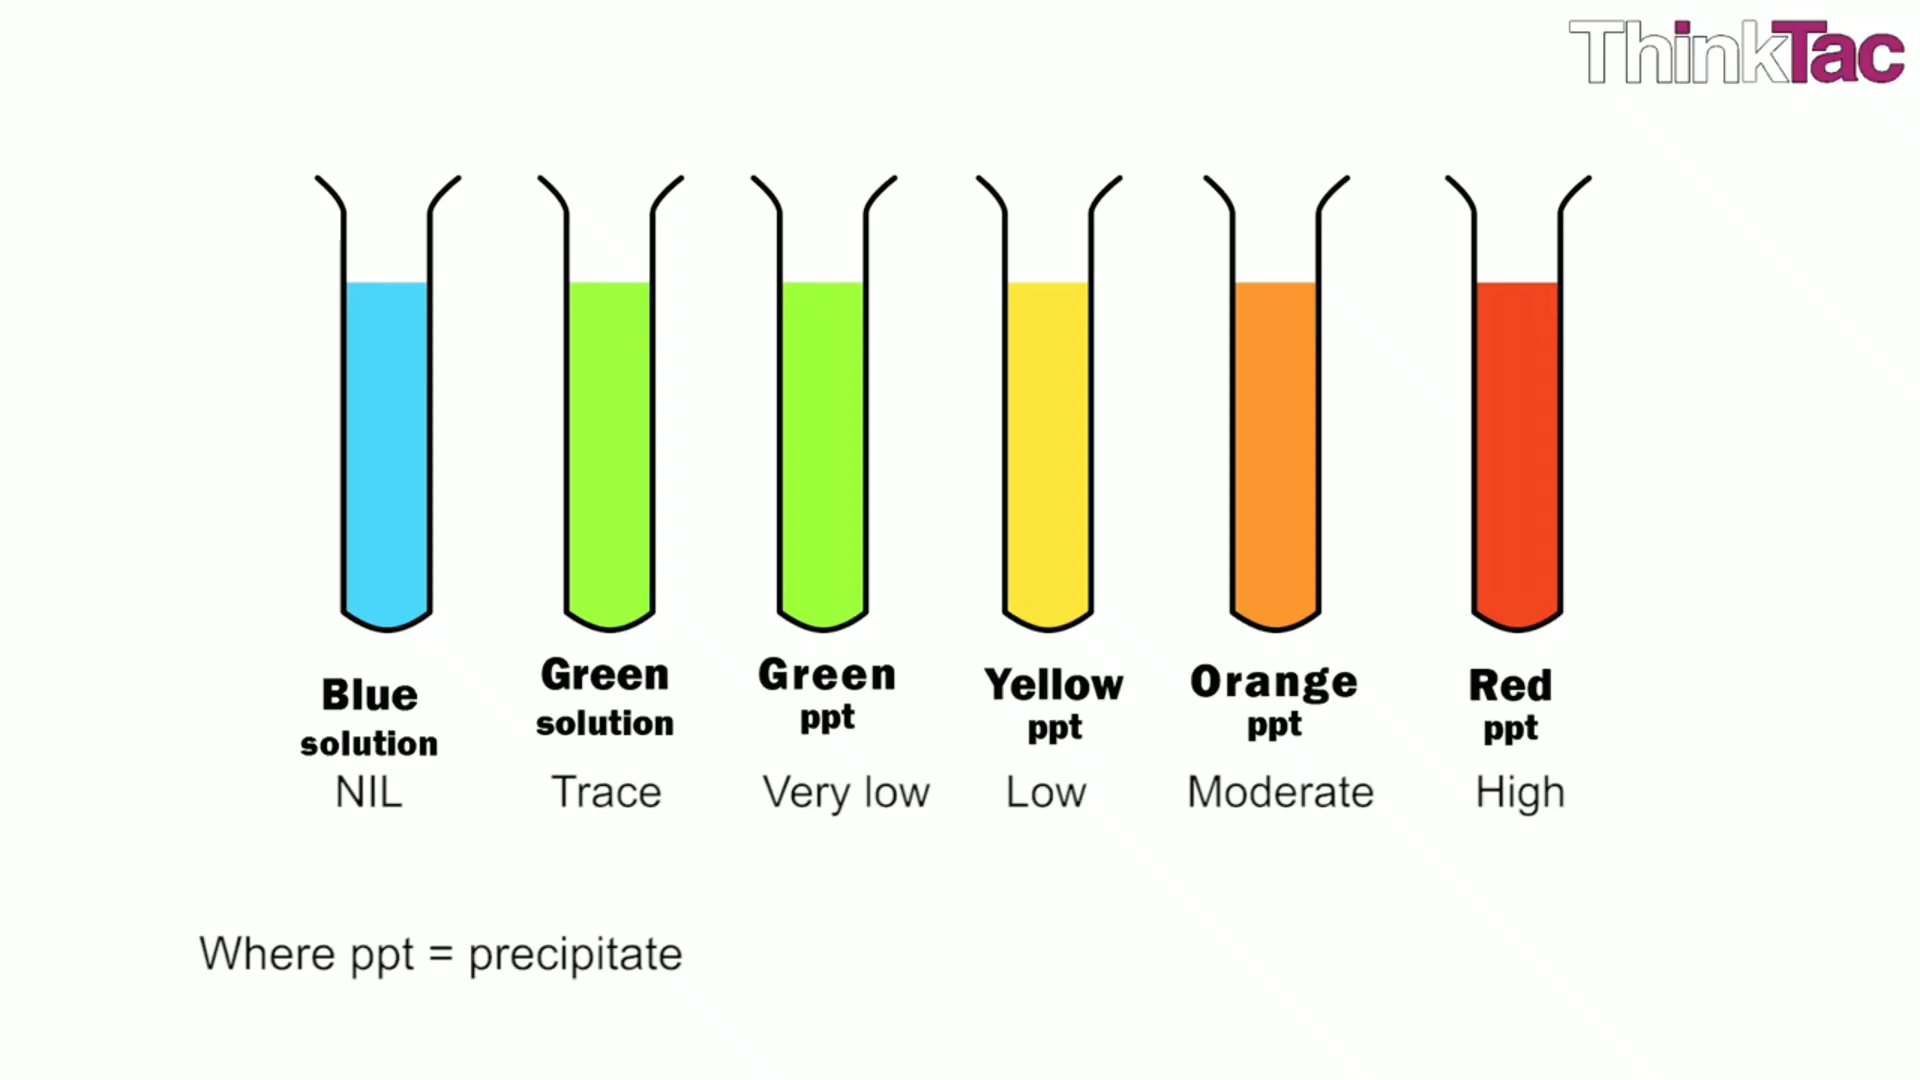 ThinkTac
Blue
solution
NIL
Green
solution
Trace
Green
ppt
Very low
Yellow
ppt
Low
Orange
ppt
Moderate
Red
ppt
High
Where ppt = precipitate